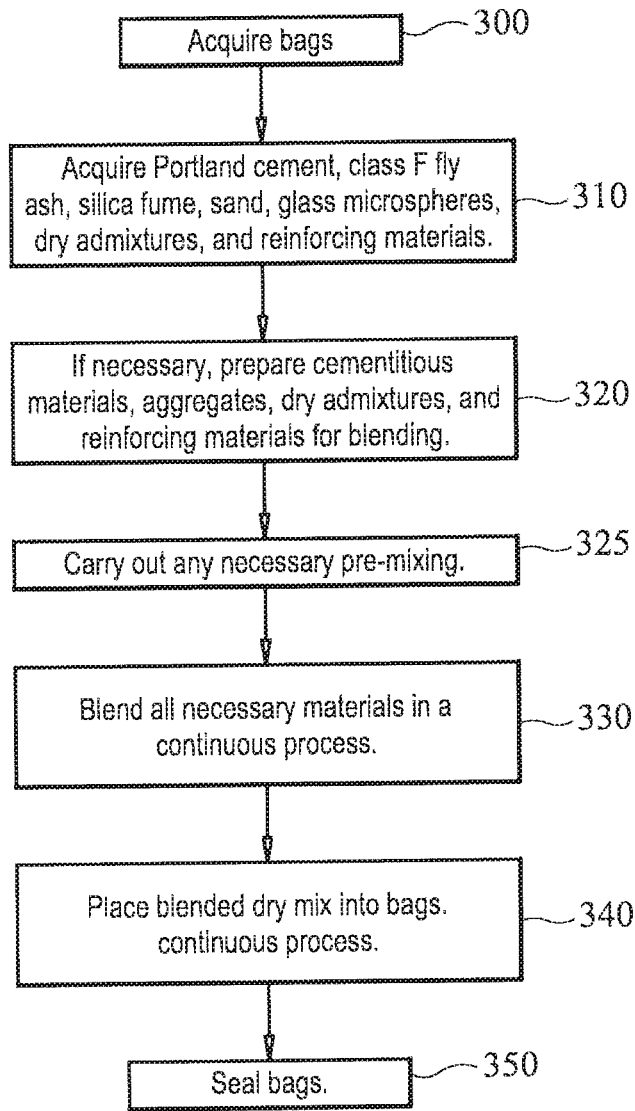 Acquire bags
300
Acquire Portland cement, class F fly
ash, silica fume, sand, glass microspheres,
dry admixtures, and reinforcing materials.
310
If necessary, prepare cementitious
materials, aggregates, dry admixtures, and
reinforcing materials for blending.
320
Carry out any necessary pre-mixing.
325
Blend all necessary materials in a
continuous process.
330
Place blended dry mix into bags.
continuous process.
340
Seal bags.
350